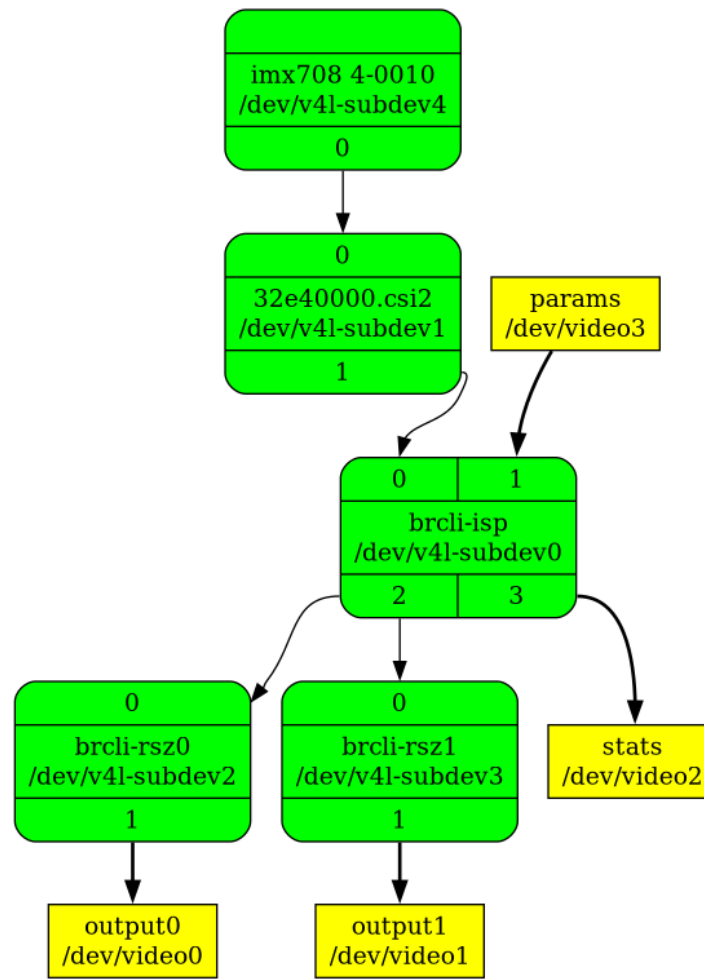 imx708 4-0010
/dev/v4l-subdev4
0
0
32e40000.csi2
/dev/v4l-subdev1
1
params
/dev/video3
0 1
brcli-isp
/dev/v4l-subdev0
2 3
0
brcli-rsz0
/dev/v4l-subdev2
1
0
brcli-rsz1
/dev/v4l-subdev3
1
stats
/dev/video2
output0
/dev/video0
output1
/dev/video1